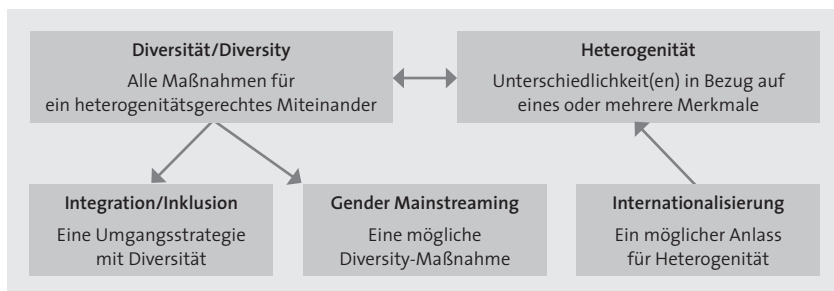 Diversität/Diversity
Alle Maßnahmen für
ein heterogenitätsgerechtes Miteinander
Heterogenität
Unterschiedlichkeit(en) in Bezug auf
eines oder mehrere Merkmale
Integration/Inklusion
Eine Umgangsstrategie
mit Diversität
Gender Mainstreaming
Eine mögliche
Diversity-Maßnahme
Internationalisierung
Ein möglicher Anlass
für Heterogenität